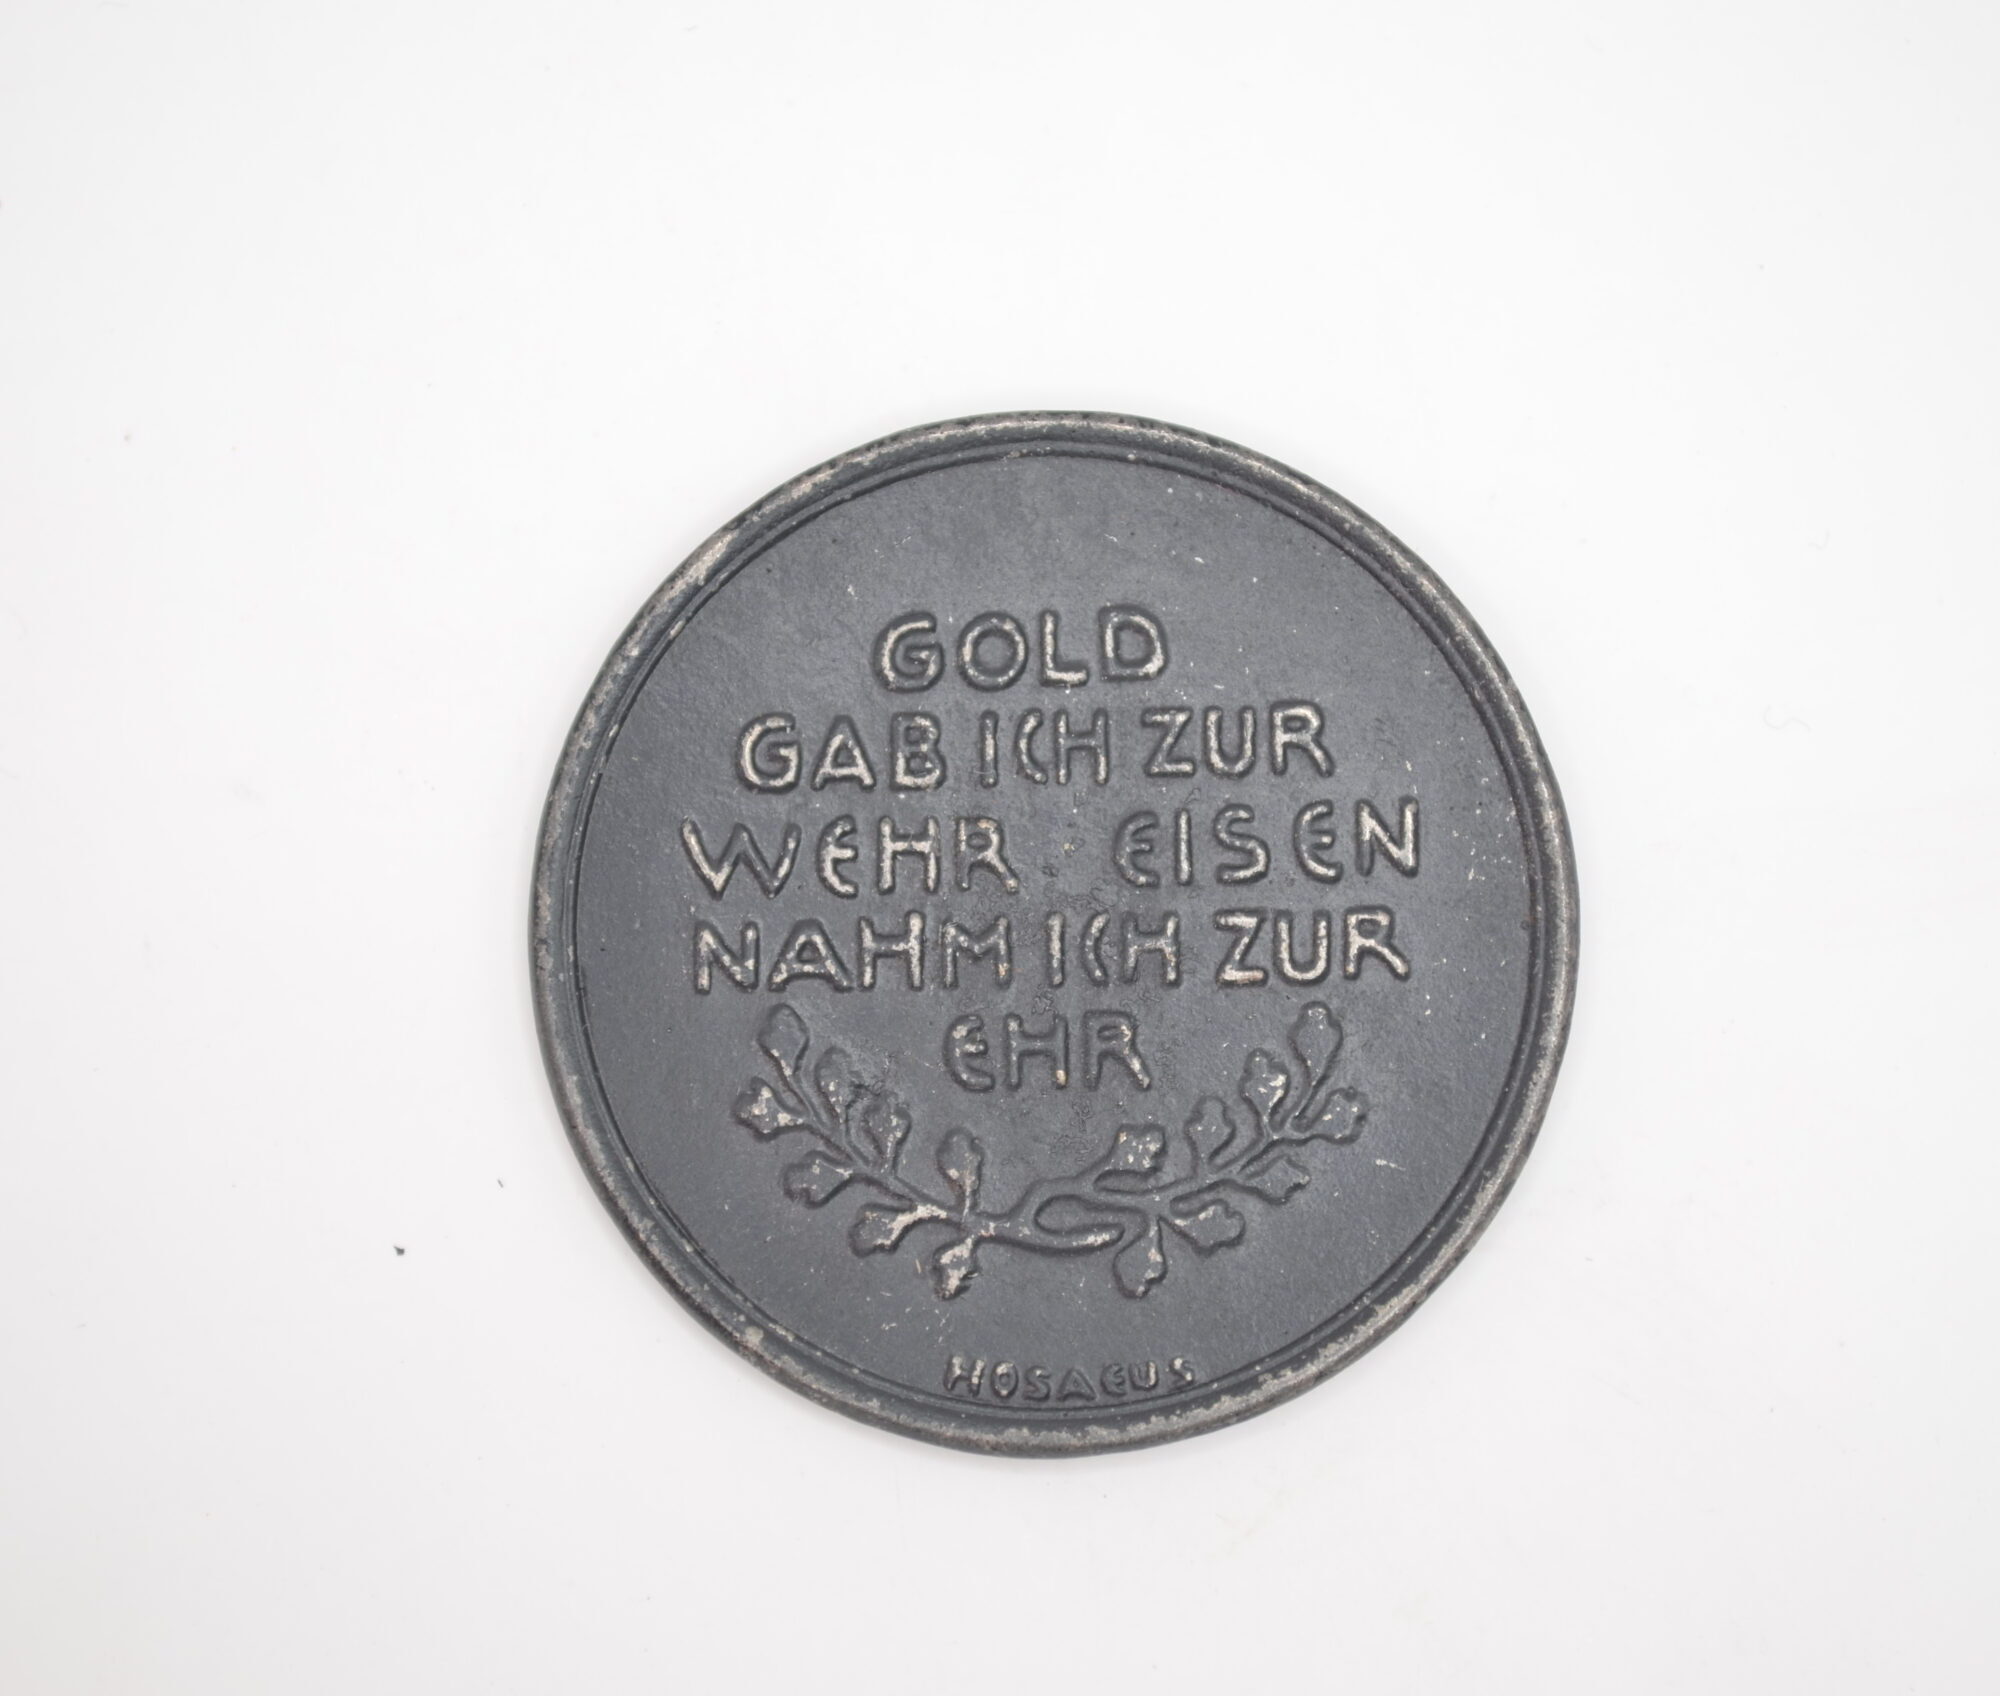 GOLD
GAB ICH ZUR
WEHR EISEN
NAHM ICH ZUR
EHR
HOSAEUS